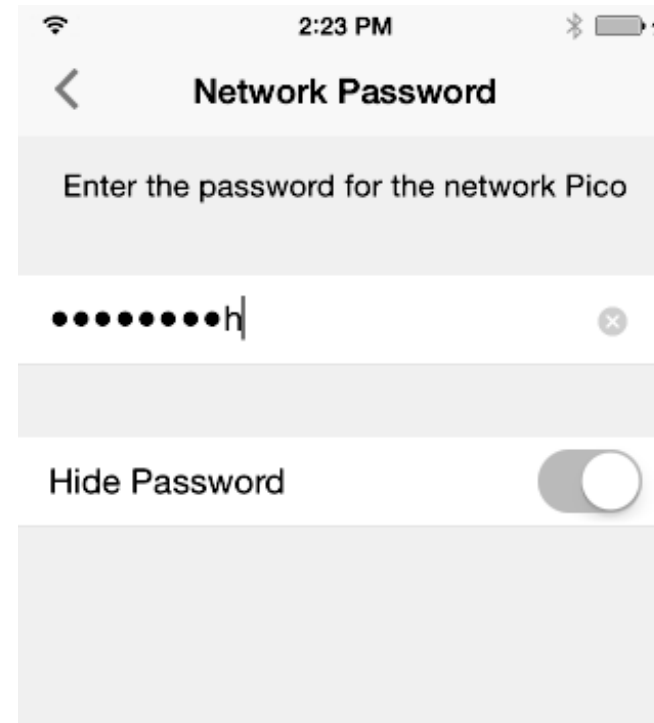 2:23 PM
Network Password
Enter the password for the network Pico
••••••••h
Hide Password